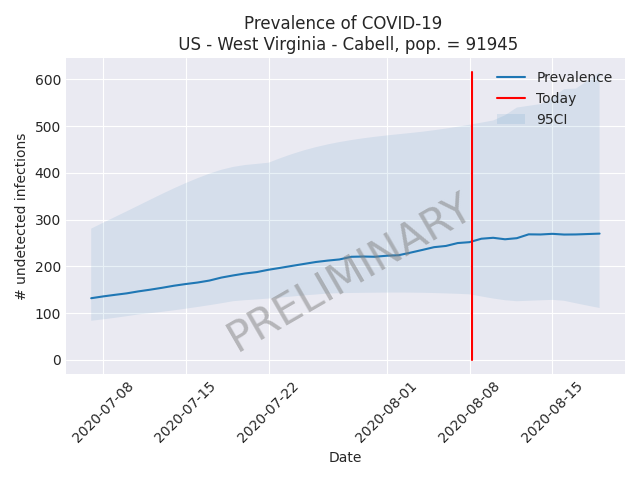 Prevalence of COVID-19
US - West Virginia - Cabell, pop. = 91945
600
500
400
300
200
100
0
# undetected infections
Prevalence
Today
95CI
PRELIMINARY
2020-07-08
2020-07-15
2020-07-22
2020-08-01
2020-08-08
2020-08-15
Date